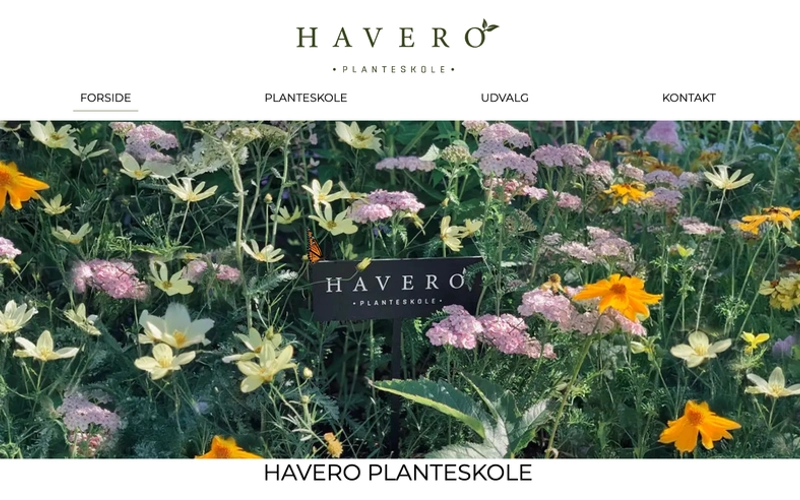 HAVERO
• PLANTESKOLE •
FORSIDE
PLANTESKOLE
UDVALG
KONTAKT
HAVERO
• PLANTESKOLE •
HAVERO PLANTESKOLE